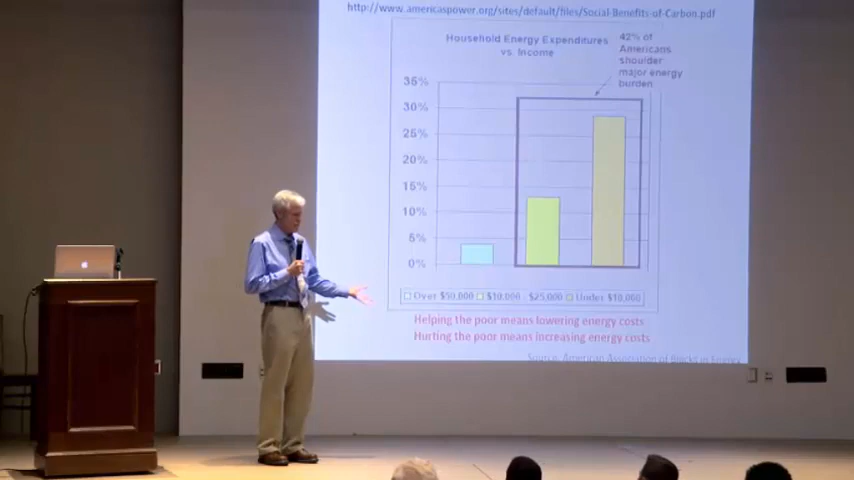 http://www.americaspower.org/sites/default/files/Social-Benefits-of-Carbon.pdf
Household Energy Expenditures
vs. Income
42% of
Americans
shoulder
major energy
burden
35%
30%
25%
20%
15%
10%
5%
0%
Over $50,000 $10,000 - $25,000 Under $10,000
Helping the poor means lowering energy costs
Hurting the poor means increasing energy costs
Source: American Association of Blacks in Energy